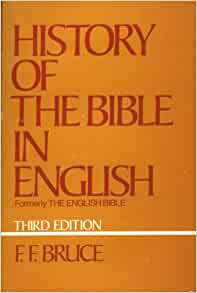 HISTORY
OF
THE BIBLE
IN
ENGLISH
Formerly THE ENGLISH BIBLE
THIRD EDITION
F. F. BRUCE